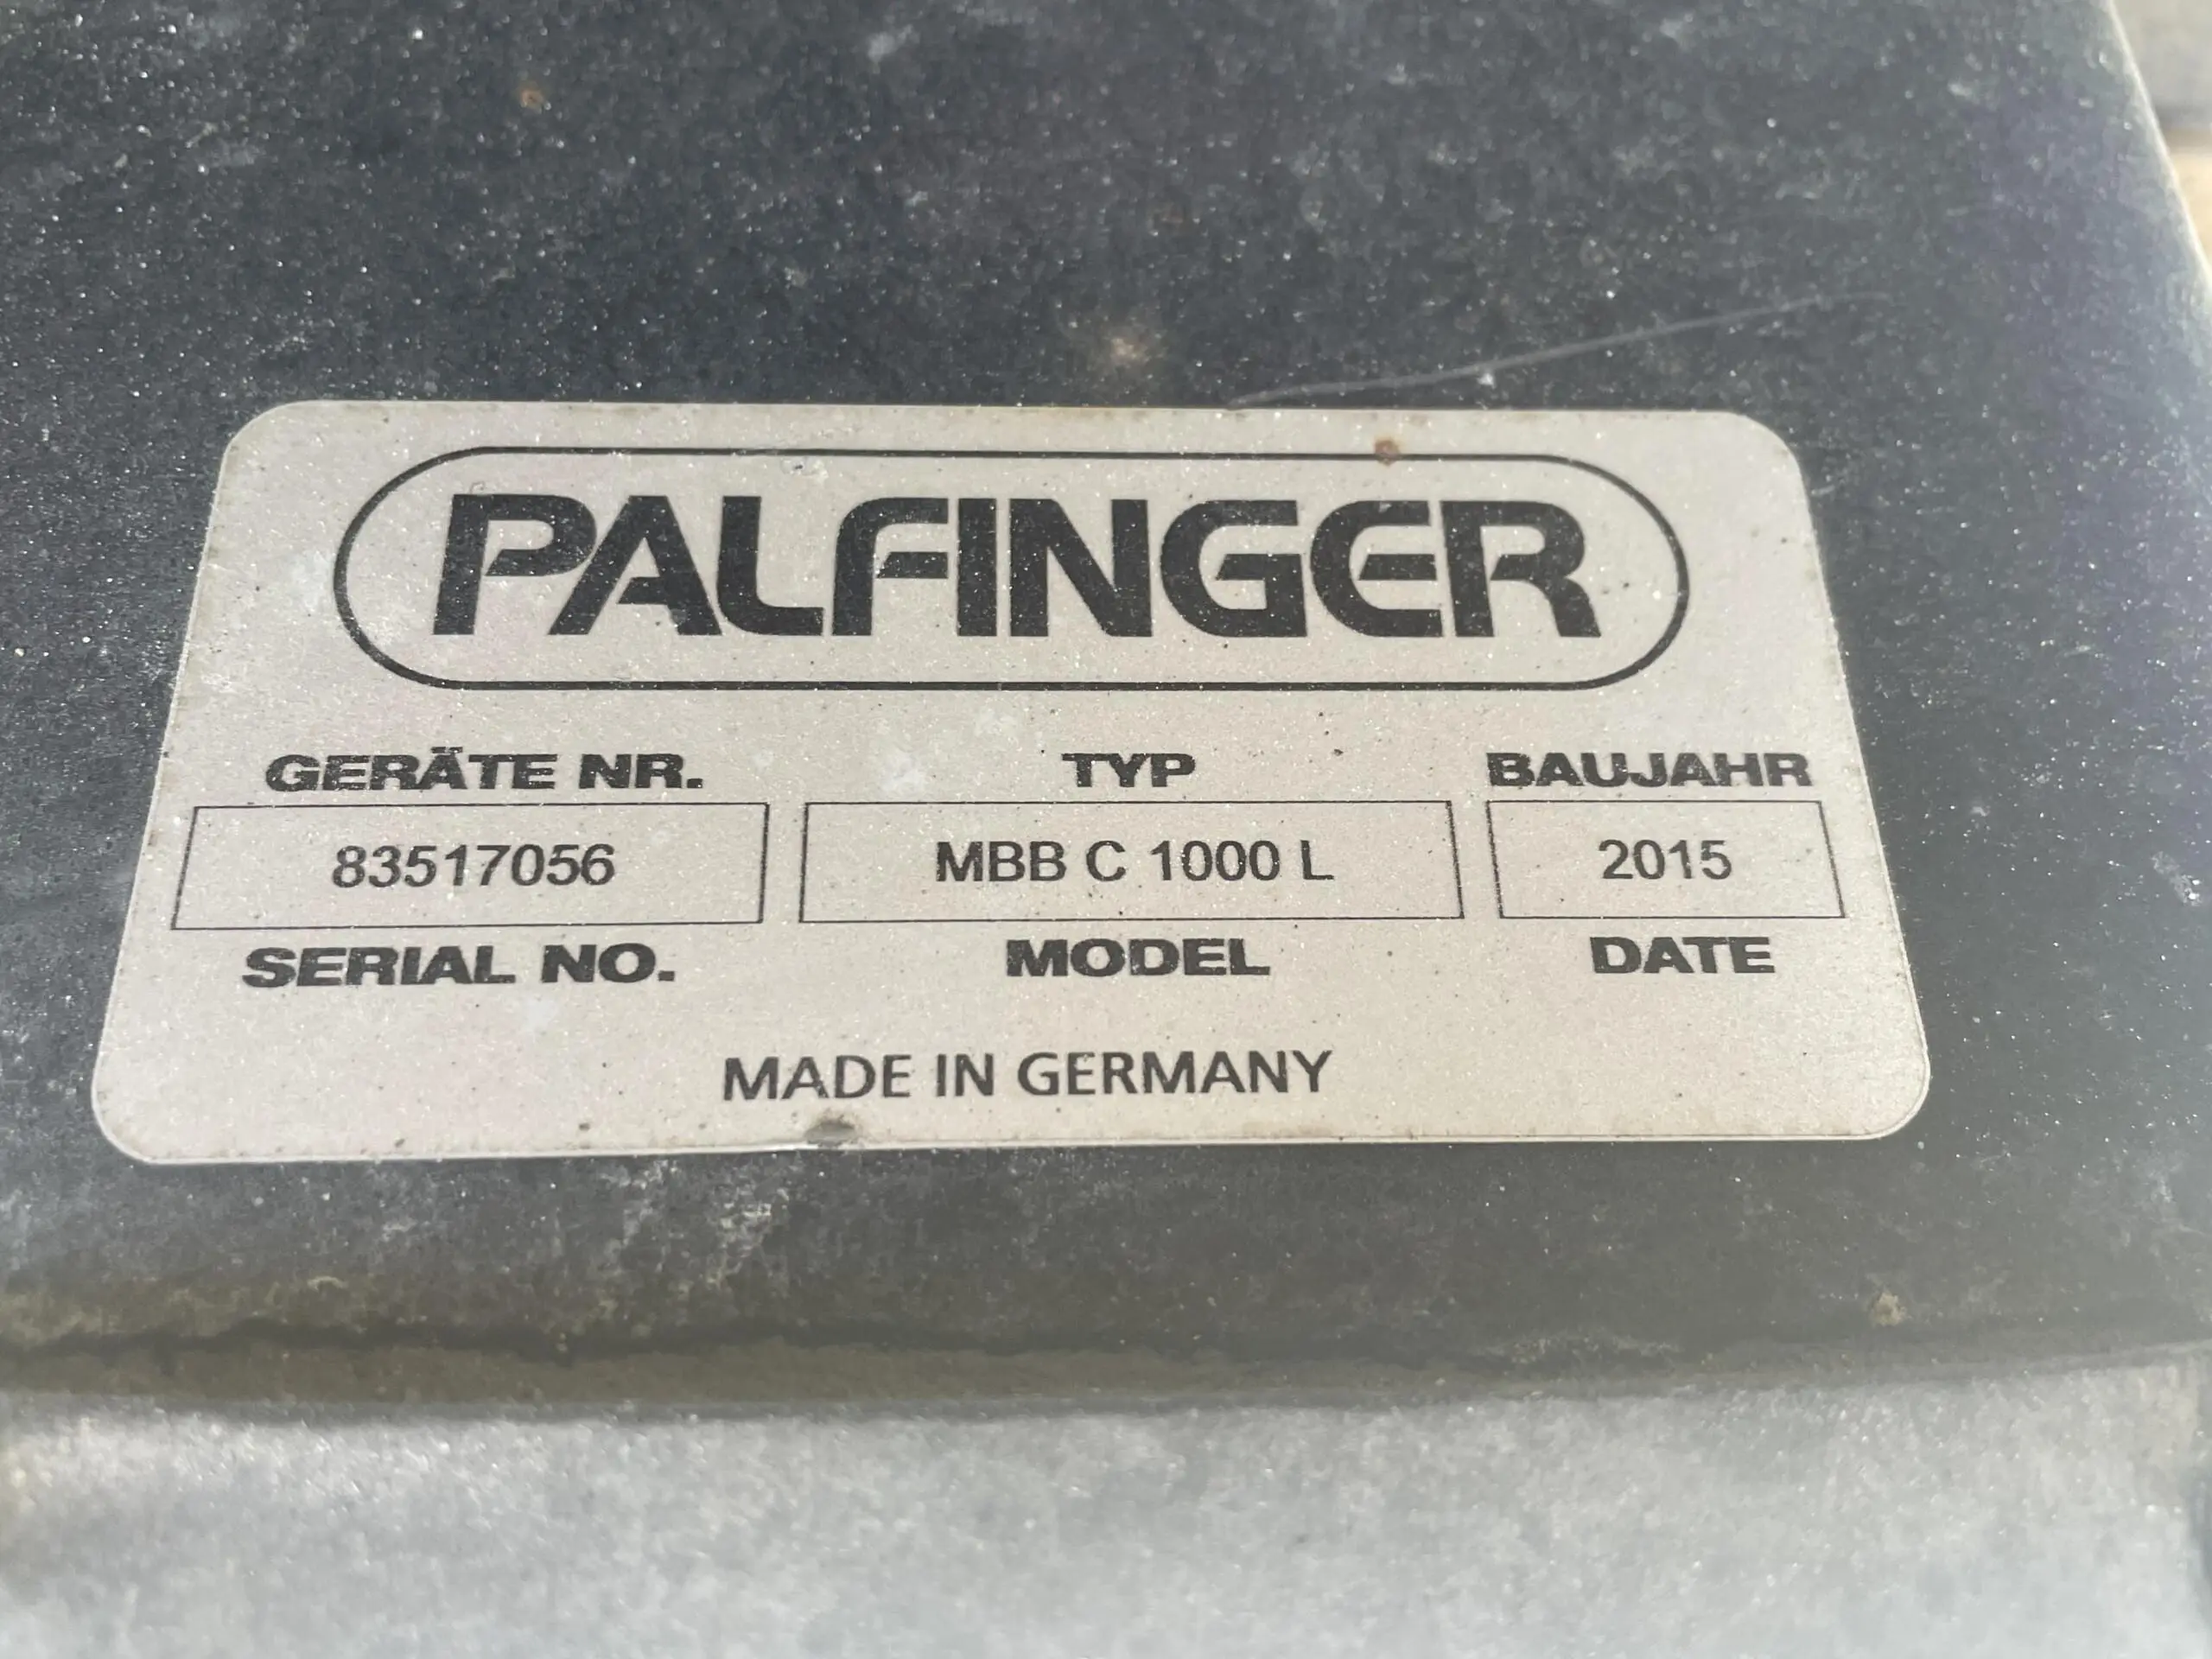 PALFINGER
GERÄTE NR. TYP BAUJAHR
83517056 MBB C 1000 L 2015
SERIAL NO. MODEL DATE
MADE IN GERMANY